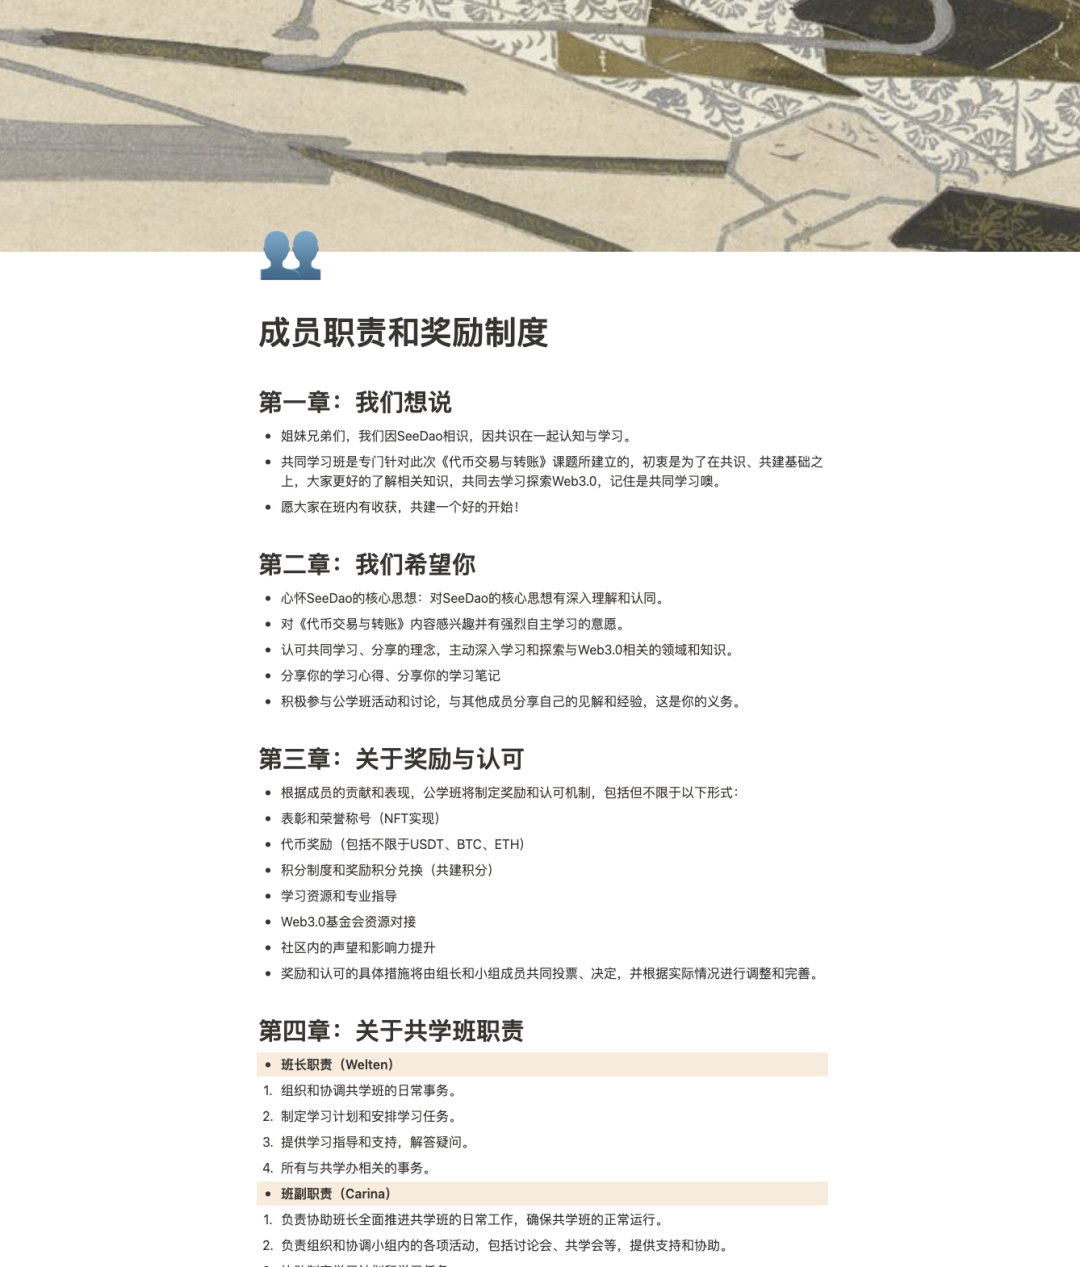 成员职责和奖励制度
第一章：我们想说
• 姐妹兄弟们，我们因SeeDao相识，因共识在一起认知与学习。
• 共同学习班是专门针对此次《代币交易与转账》课题所建立的，初衷是为了在共识、共建基础之
上，大家更好的了解相关知识，共同去学习探索Web3.0，记住是共同学习噢。
• 愿大家在班内有收获，共建一个好的开始！
第二章：我们希望你
• 心怀SeeDao的核心思想：对SeeDao的核心思想有深入理解和认同。
• 对《代币交易与转账》内容感兴趣并有强烈自主学习的意愿。
• 认可共同学习、分享的理念，主动深入学习和探索与Web3.0相关的领域和知识。
• 分享你的学习心得、分享你的学习笔记
• 积极参与公学班活动和讨论，与其他成员分享自己的见解和经验，这是你的义务。
第三章：关于奖励与认可
• 根据成员的贡献和表现，公学班将制定奖励和认可机制，包括但不限于以下形式：
• 表彰和荣誉称号（NFT实现）
• 代币奖励（包括不限于USDT、BTC、ETH）
• 积分制度和奖励积分兑换（共建积分）
• 学习资源和专业指导
• Web3.0基金会资源对接
• 社区内的声望和影响力提升
• 奖励和认可的具体措施将由组长和小组成员共同投票、决定，并根据实际情况进行调整和完善。
第四章：关于共学班职责
• 班长职责（Welten）
1. 组织和协调共学班的日常事务。
2. 制定学习计划和安排学习任务。
3. 提供学习指导和支持，解答疑问。
4. 所有与共学办相关的事务。
• 班副职责（Carina）
1. 负责协助班长全面推进共学班的日常工作，确保共学班的正常运行。
2. 负责组织和协调小组内的各项活动，包括讨论会、共学会等，提供支持和协助。